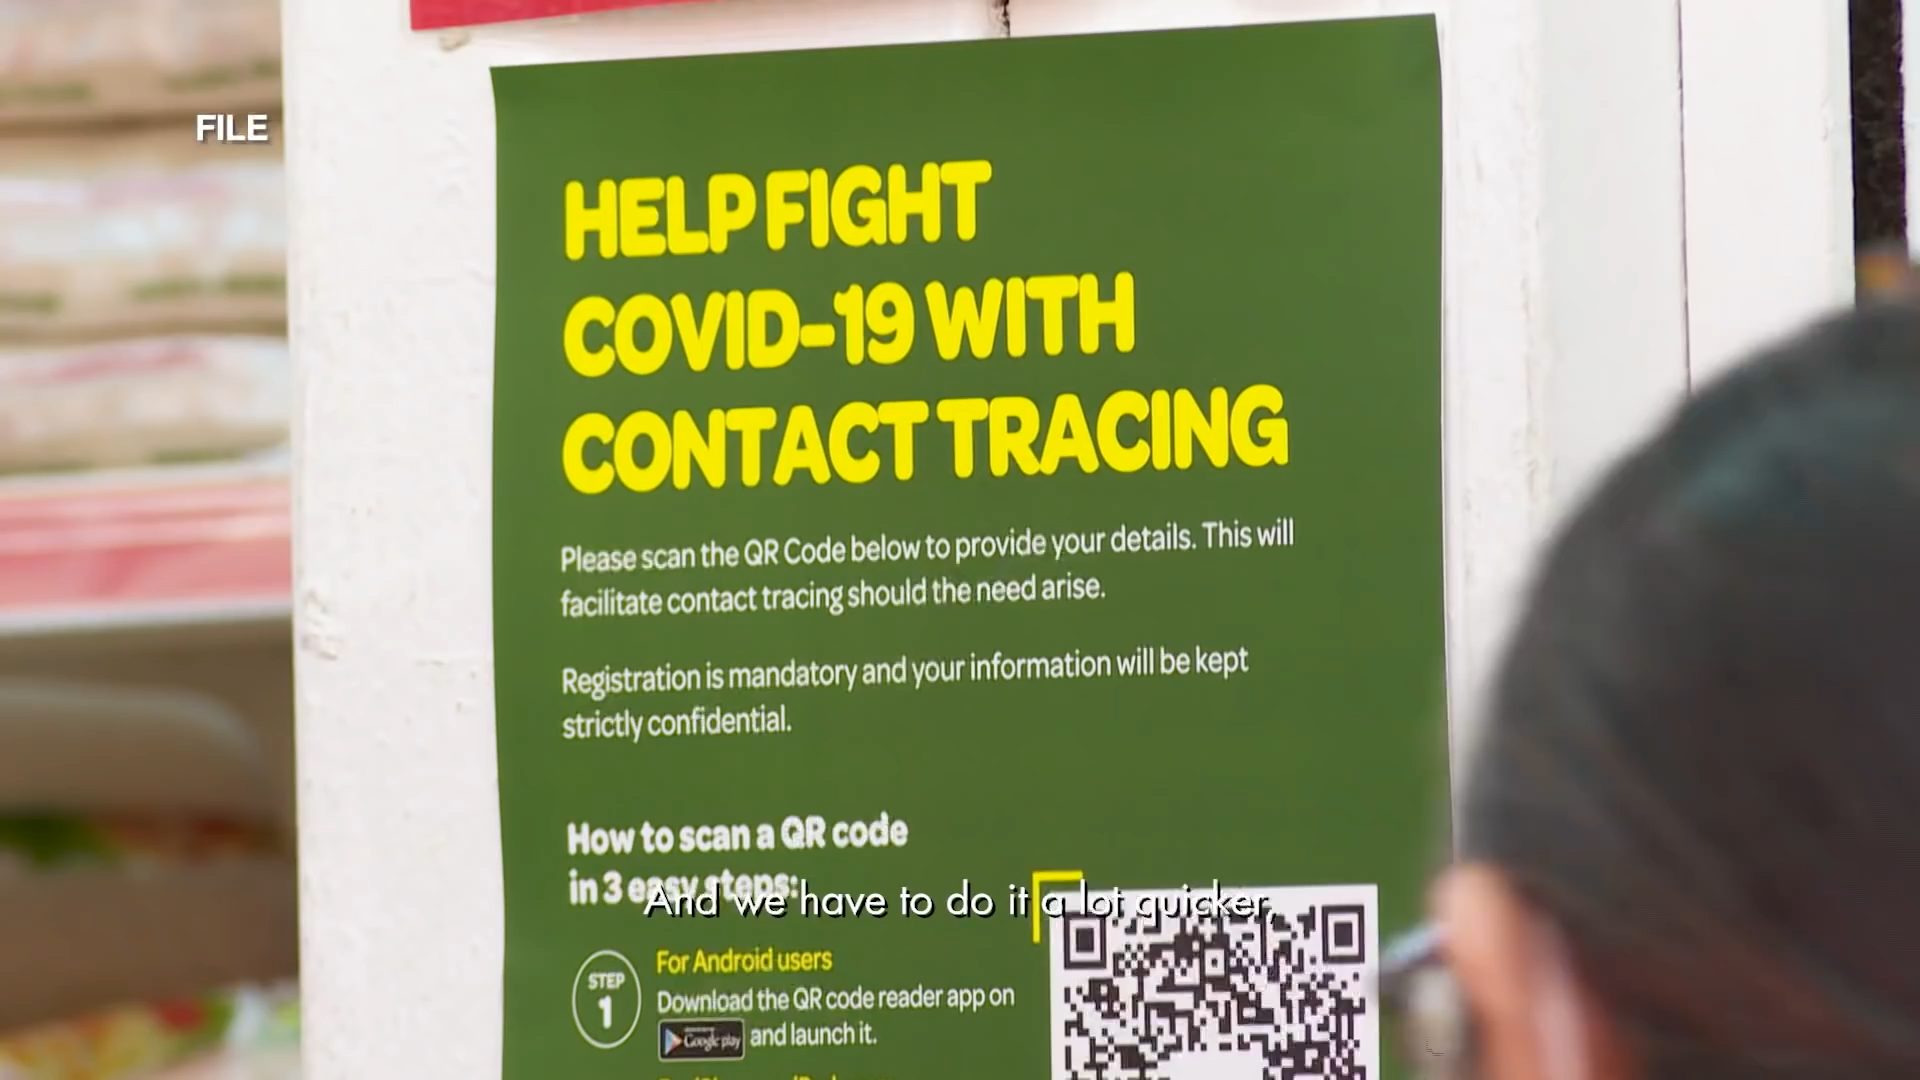 FILE
HELP FIGHT
COVID-19 WITH
CONTACT TRACING
Please scan the QR Code below to provide your details. This will
facilitate contact tracing should the need arise.
Registration is mandatory and your information will be kept
strictly confidential.
How to scan a QR code
in 3 easy steps:
And we have to do it a lot quicker,
STEP
1
For Android users
Download the QR code reader app on
Google play and launch it.